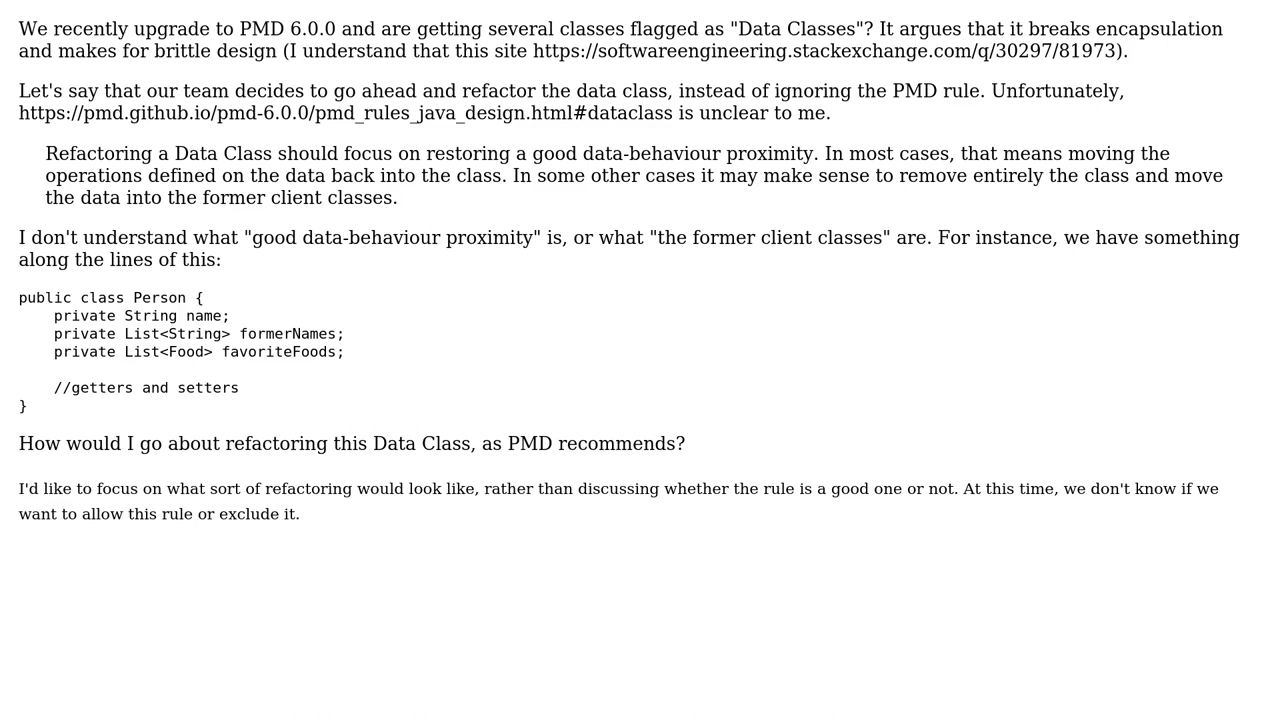 We recently upgrade to PMD 6.0.0 and are getting several classes flagged as "Data Classes"? It argues that it breaks encapsulation
and makes for brittle design (I understand that this site https://softwareengineering.stackexchange.com/q/30297/81973).
Let's say that our team decides to go ahead and refactor the data class, instead of ignoring the PMD rule. Unfortunately,
https://pmd.github.io/pmd-6.0.0/pmd_rules_java_design.html#dataclass is unclear to me.
Refactoring a Data Class should focus on restoring a good data-behaviour proximity. In most cases, that means moving the
operations defined on the data back into the class. In some other cases it may make sense to remove entirely the class and move
the data into the former client classes.
I don't understand what "good data-behaviour proximity" is, or what "the former client classes" are. For instance, we have something
along the lines of this:
public class Person {
    private String name;
    private List<String> formerNames;
    private List<Food> favoriteFoods;
    //getters and setters
}
How would I go about refactoring this Data Class, as PMD recommends?
I'd like to focus on what sort of refactoring would look like, rather than discussing whether the rule is a good one or not. At this time, we don't know if we
want to allow this rule or exclude it.